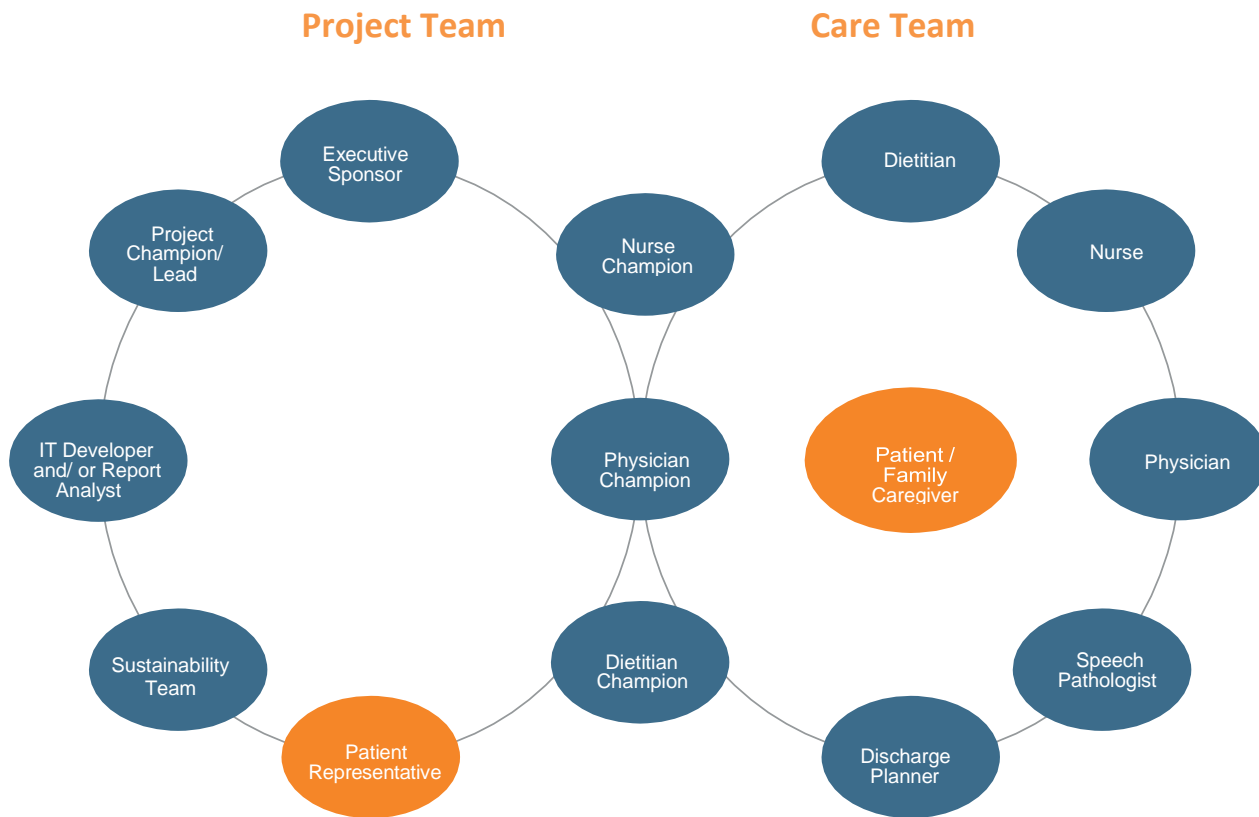 Project Team
Care Team
Executive
Sponsor
Dietitian
Project
Champion/
Lead
Nurse
Champion
Nurse
IT Developer
and/ or Report
Analyst
Physician
Champion
Patient /
Family
Caregiver
Physician
Sustainability
Team
Dietitian
Champion
Speech
Pathologist
Patient
Representative
Discharge
Planner